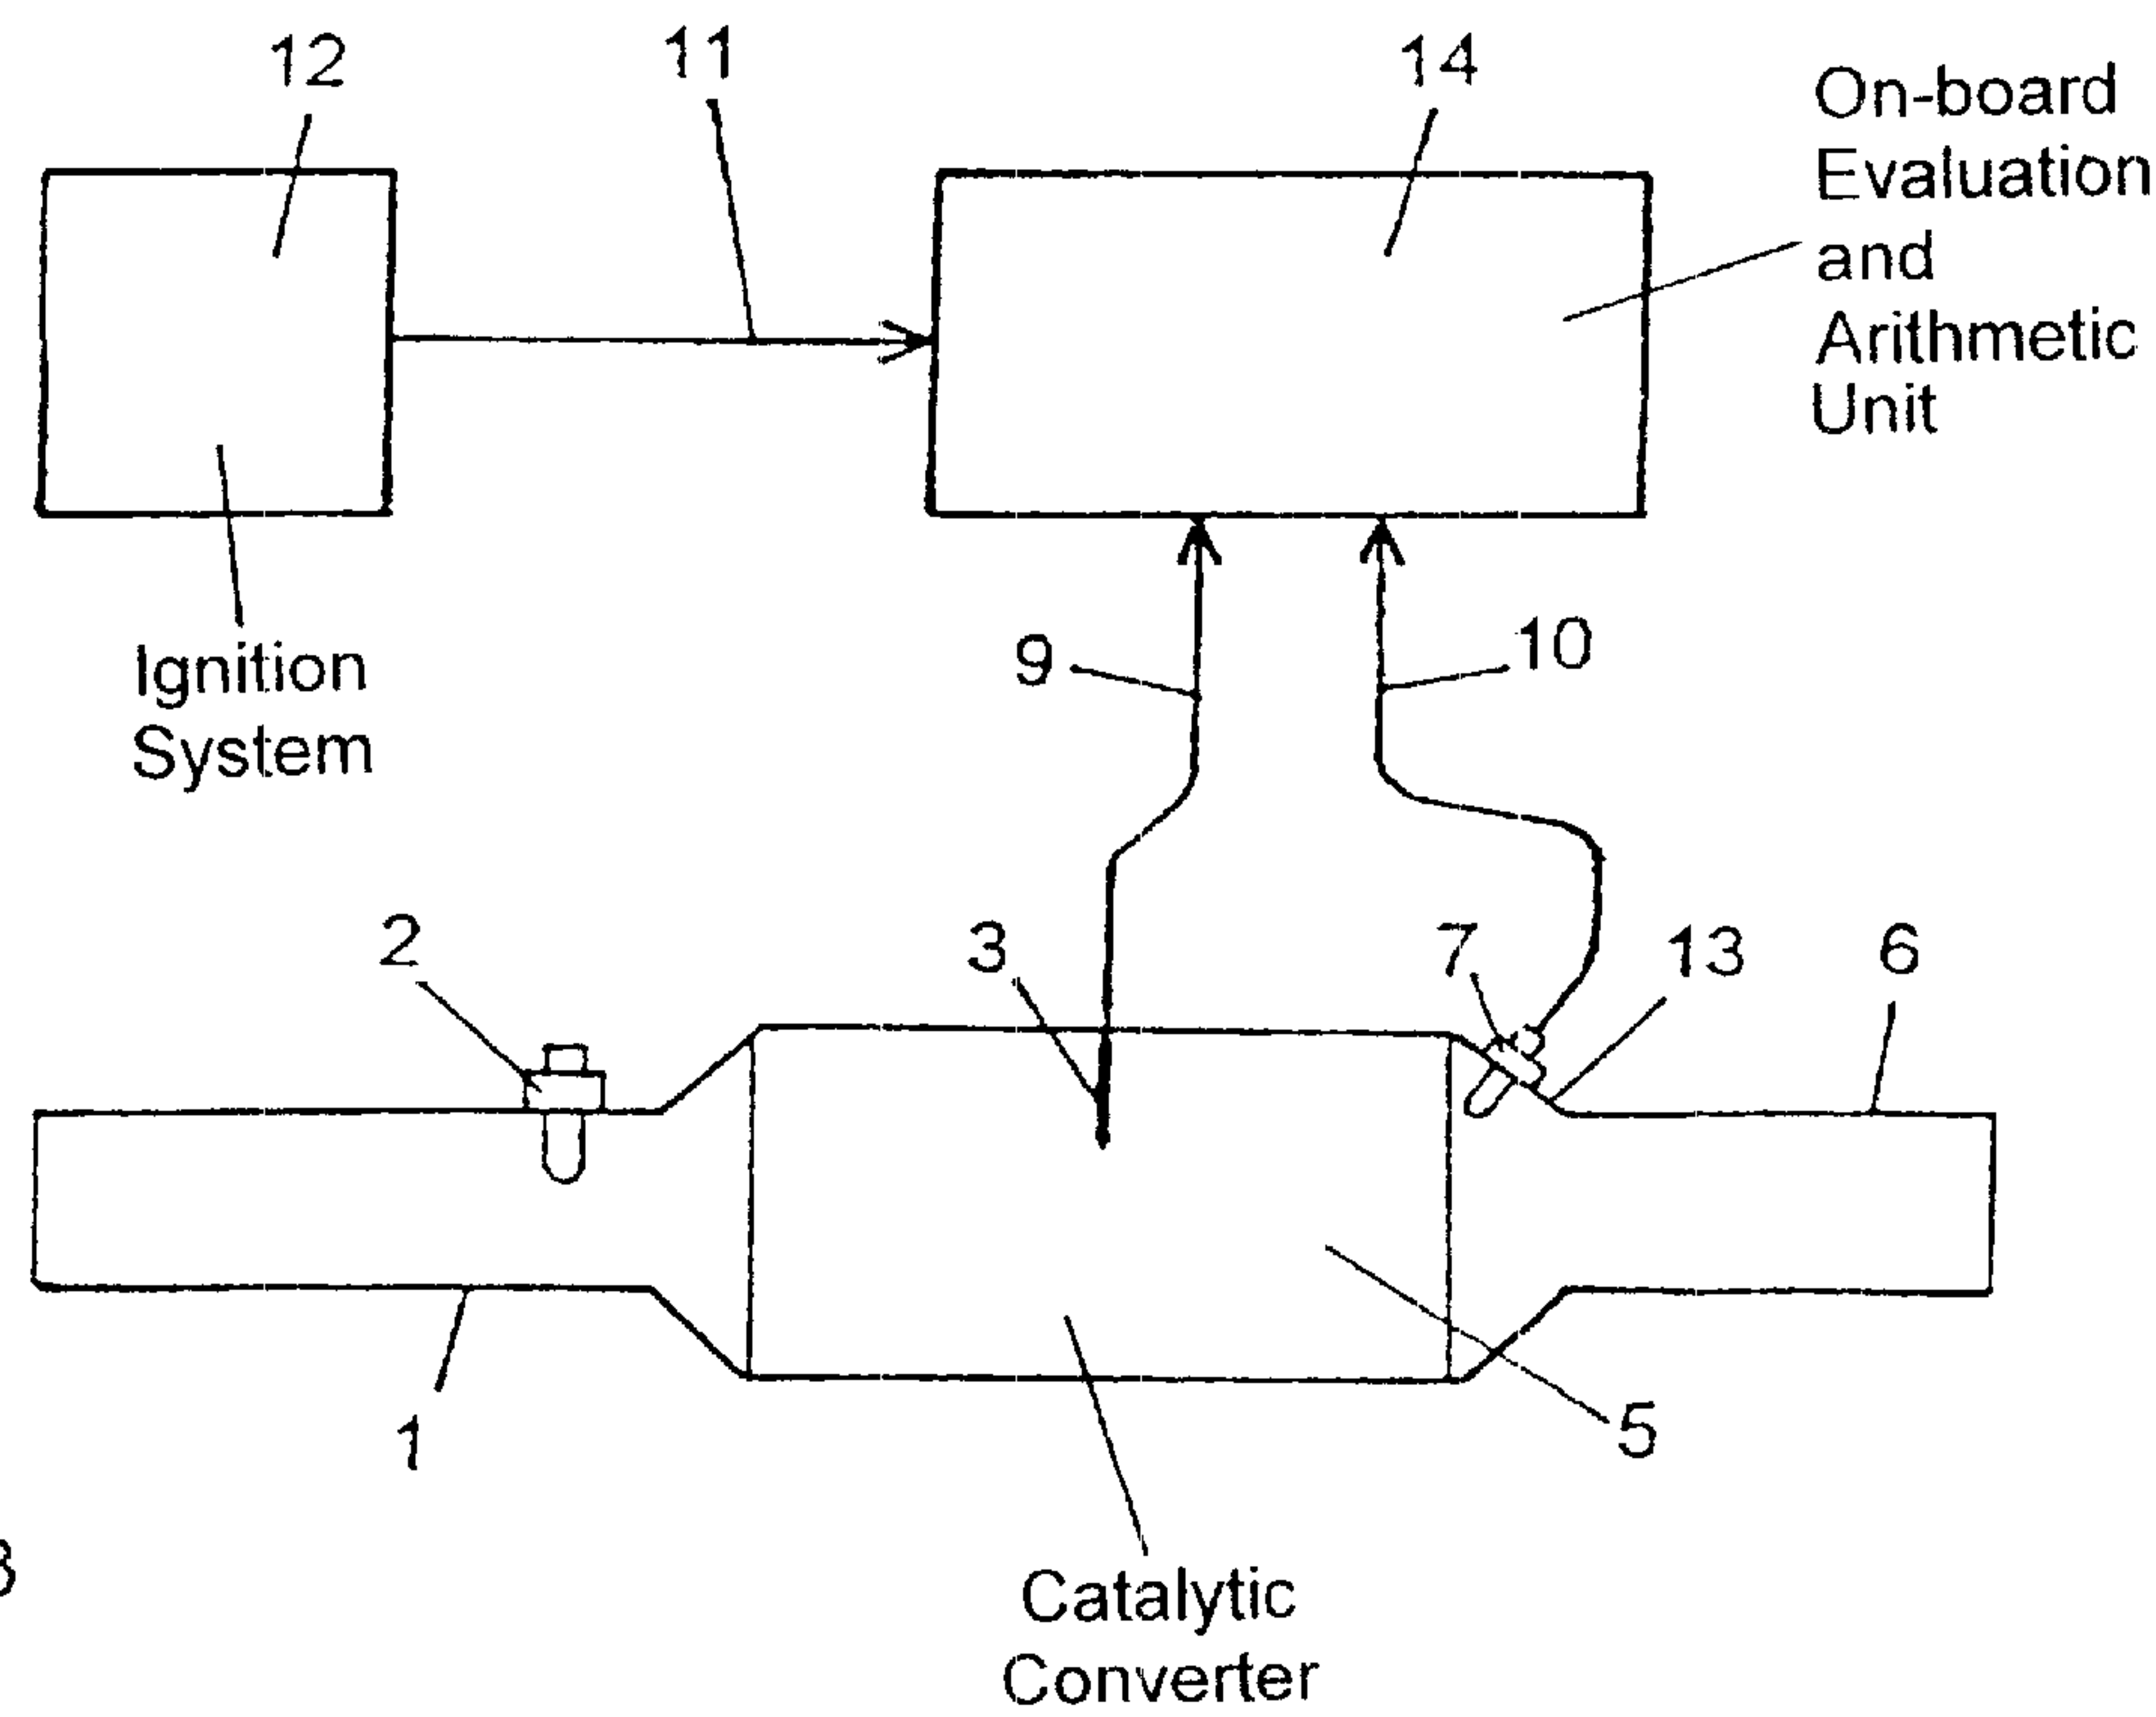 12
11
14
On-board
Evaluation
and
Arithmetic
Unit
9
10
Ignition
System
2
3
7
13
6
1
5
Catalytic
Converter